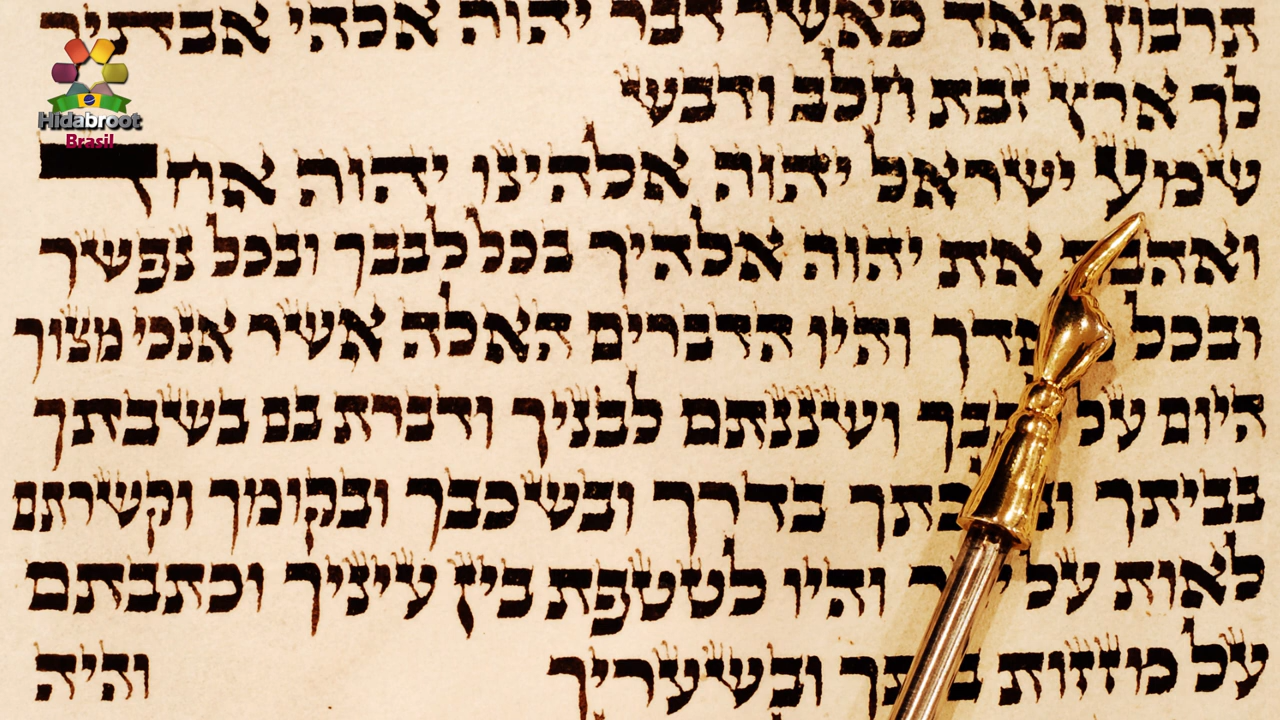 תרבון מאד כאשר דבר יהוה אלהי אבתיך
לך ארץ זבת חלב ודבש
שמע ישראל יהוה אלהינו יהוה אחד
ואהבת את יהוה אלהיך בכל לבבך ובכל נפשך
ובכל והיו הדברים האלה אשר אנכי מצוך
היום על ושננתם לבניך ודברת בם בשבתך
בביתך בדרך ובשכבך ובקומך וקשרתם
לאות על והיו לטטפת בין עיניך וכתבתם
על מזוזת ובשעריך והיה
Hidabroot
Brasil